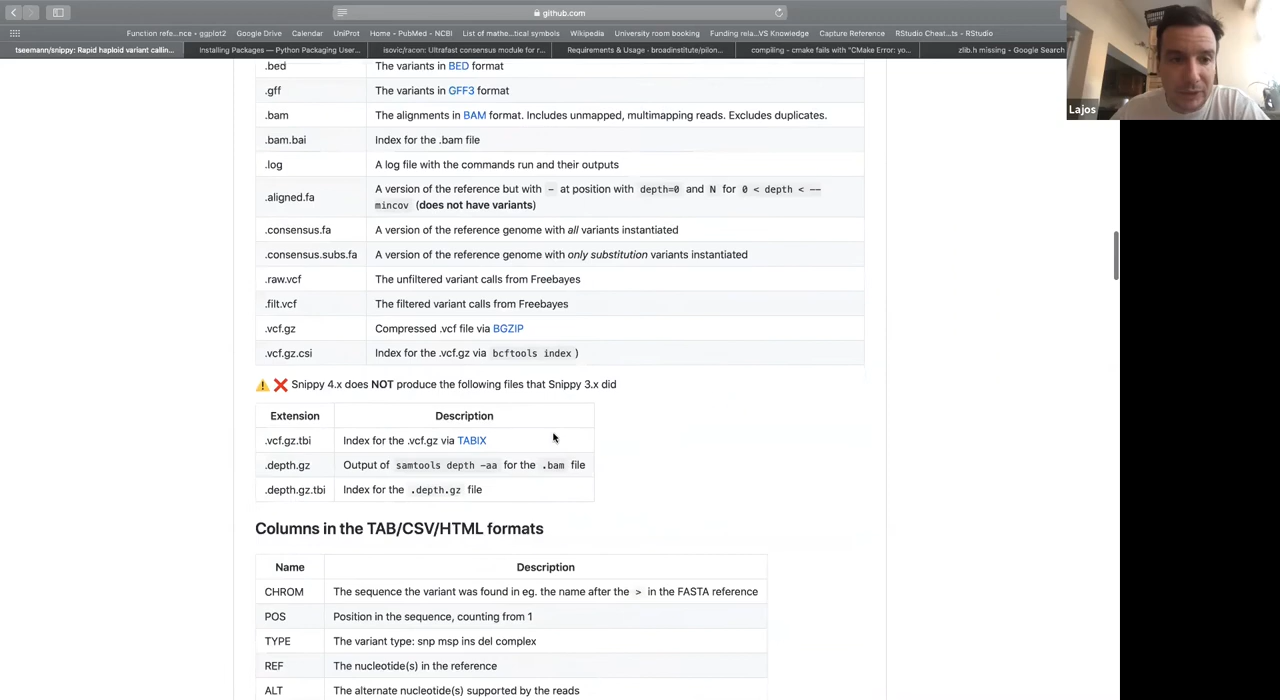 github.com
Function refe...nce - ggplot2 Google Drive Calendar UniProt Home - PubMed - NCBI List of mathe...tical symbols Wikipedia University room booking Funding rela...VS Knowledge Capture Reference RStudio Cheat...ts - RStudio
tseemann/snippy: Rapid haploid variant callin... Installing Packages — Python Packaging User... isovic/racon: Ultrafast consensus module for r... Requirements & Usage · broadinstitute/pilon... compiling - cmake fails with "CMake Error: yo... zlib.h missing - Google Search
.bed The variants in BED format
.gff The variants in GFF3 format
.bam The alignments in BAM format. Includes unmapped, multimapping reads. Excludes duplicates.
Lajos
.bam.bai Index for the .bam file
.log A log file with the commands run and their outputs
.aligned.fa A version of the reference but with - at position with depth=0 and N for 0 < depth < --
mincov (does not have variants)
.consensus.fa A version of the reference genome with all variants instantiated
.consensus.subs.fa A version of the reference genome with only substitution variants instantiated
.raw.vcf The unfiltered variant calls from Freebayes
.filt.vcf The filtered variant calls from Freebayes
.vcf.gz Compressed .vcf file via BGZIP
.vcf.gz.csi Index for the .vcf.gz via bcftools index )
⚠️ ❌ Snippy 4.x does NOT produce the following files that Snippy 3.x did
Extension Description
.vcf.gz.tbi Index for the .vcf.gz via TABIX
.depth.gz Output of samtools depth -aa for the .bam file
.depth.gz.tbi Index for the .depth.gz file
Columns in the TAB/CSV/HTML formats
Name Description
CHROM The sequence the variant was found in eg. the name after the > in the FASTA reference
POS Position in the sequence, counting from 1
TYPE The variant type: snp msp ins del complex
REF The nucleotide(s) in the reference
ALT The alternate nucleotide(s) supported by the reads